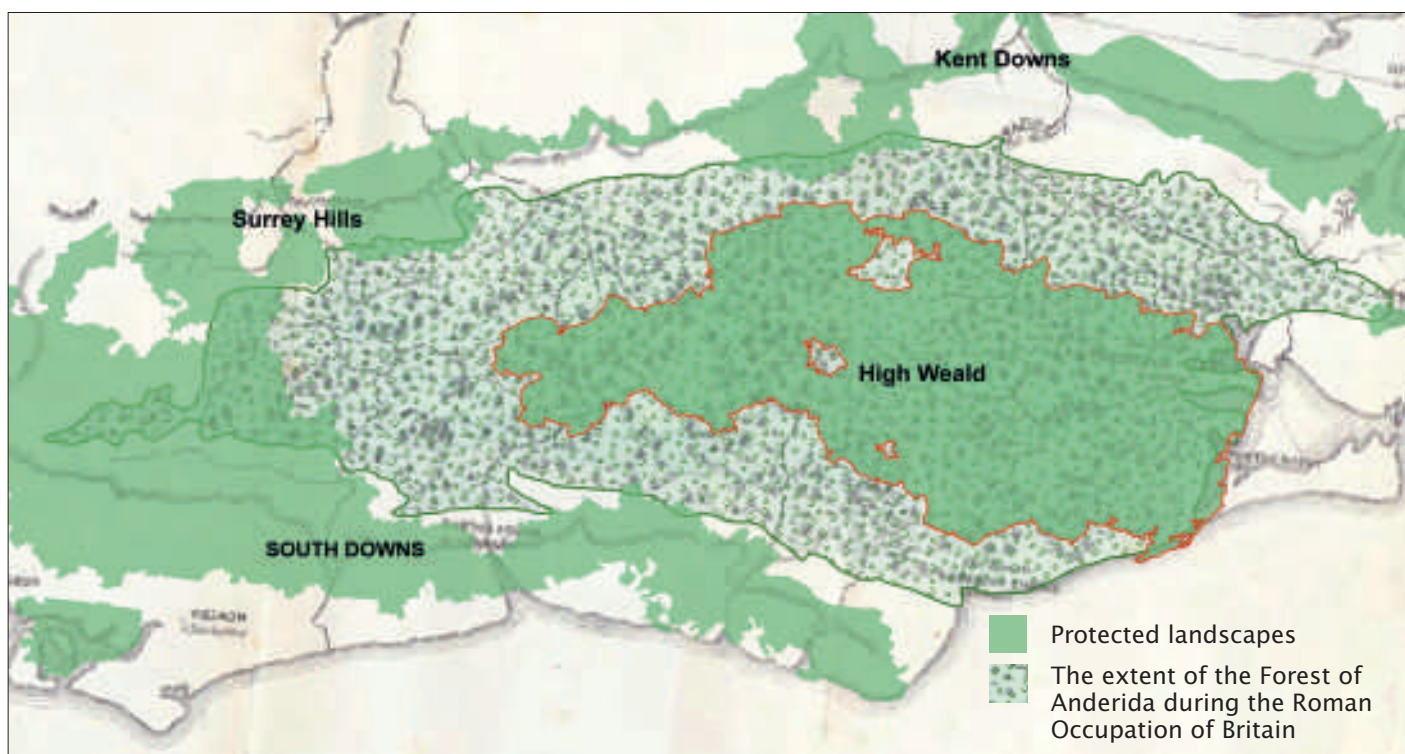 Kent Downs
Surrey Hills
High Weald
SOUTH DOWNS
Protected landscapes
The extent of the Forest of
Anderida during the Roman
Occupation of Britain